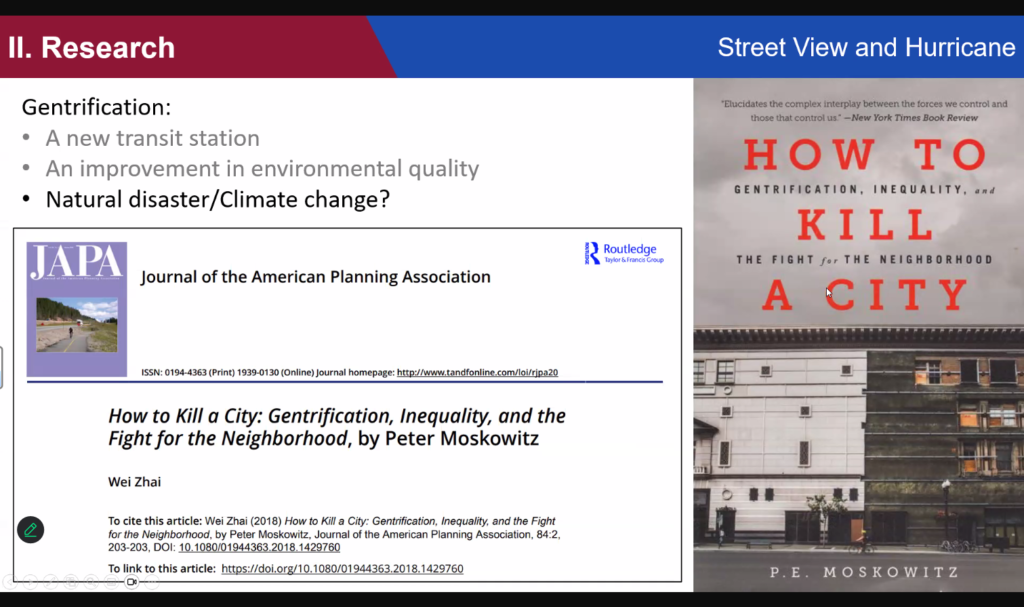 II. Research
Street View and Hurricane
Gentrification:
• A new transit station
• An improvement in environmental quality
• Natural disaster/Climate change?
JAPA
Journal of the American Planning Association
Routledge
Taylor & Francis Group
ISSN: 0194-4363 (Print) 1939-0130 (Online) Journal homepage: http://www.tandfonline.com/loi/rjpa20
How to Kill a City: Gentrification, Inequality, and the
Fight for the Neighborhood, by Peter Moskowitz
Wei Zhai
To cite this article: Wei Zhai (2018) How to Kill a City: Gentrification, Inequality, and the Fight
for the Neighborhood, by Peter Moskowitz, Journal of the American Planning Association, 84:2,
203-203, DOI: 10.1080/01944363.2018.1429760
To link to this article: https://doi.org/10.1080/01944363.2018.1429760
"Elucidates the complex interplay between the forces we control and
those that control us." —New York Times Book Review
HOW TO
GENTRIFICATION, INEQUALITY, and
KILL
THE FIGHT for THE NEIGHBORHOOD
A CITY
P.E. MOSKOWITZ